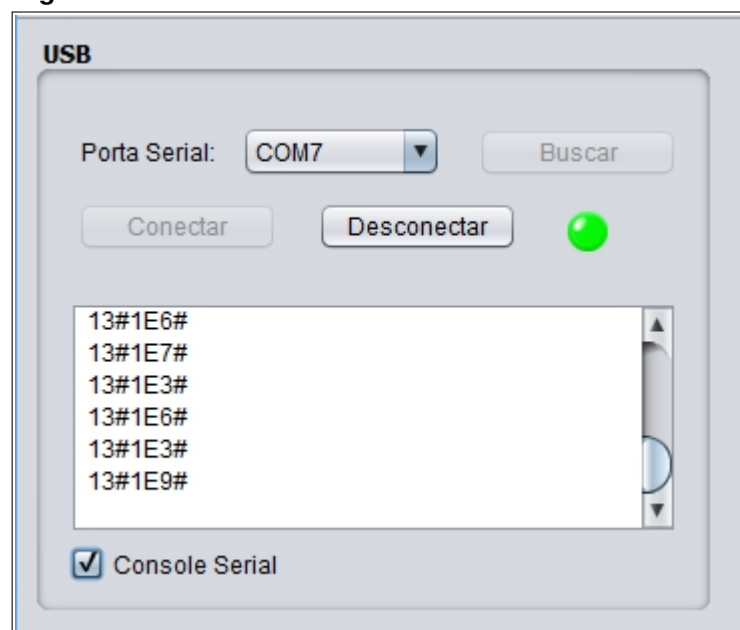 USB
Porta Serial: COM7 Buscar
Conectar Desconectar
13#1E6#
13#1E7#
13#1E3#
13#1E6#
13#1E3#
13#1E9#
Console Serial